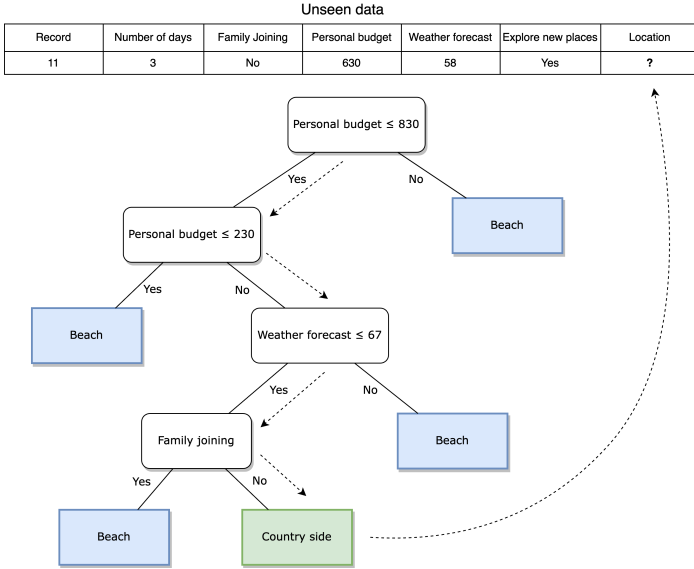 Unseen data
Record Number of days Family Joining Personal budget Weather forecast Explore new places Location
11 3 No 630 58 Yes ?
Personal budget ≤ 830
Yes No
Beach
Personal budget ≤ 230
Yes No
Beach
Weather forecast ≤ 67
Yes No
Family joining
Beach
Yes No
Beach
Country side